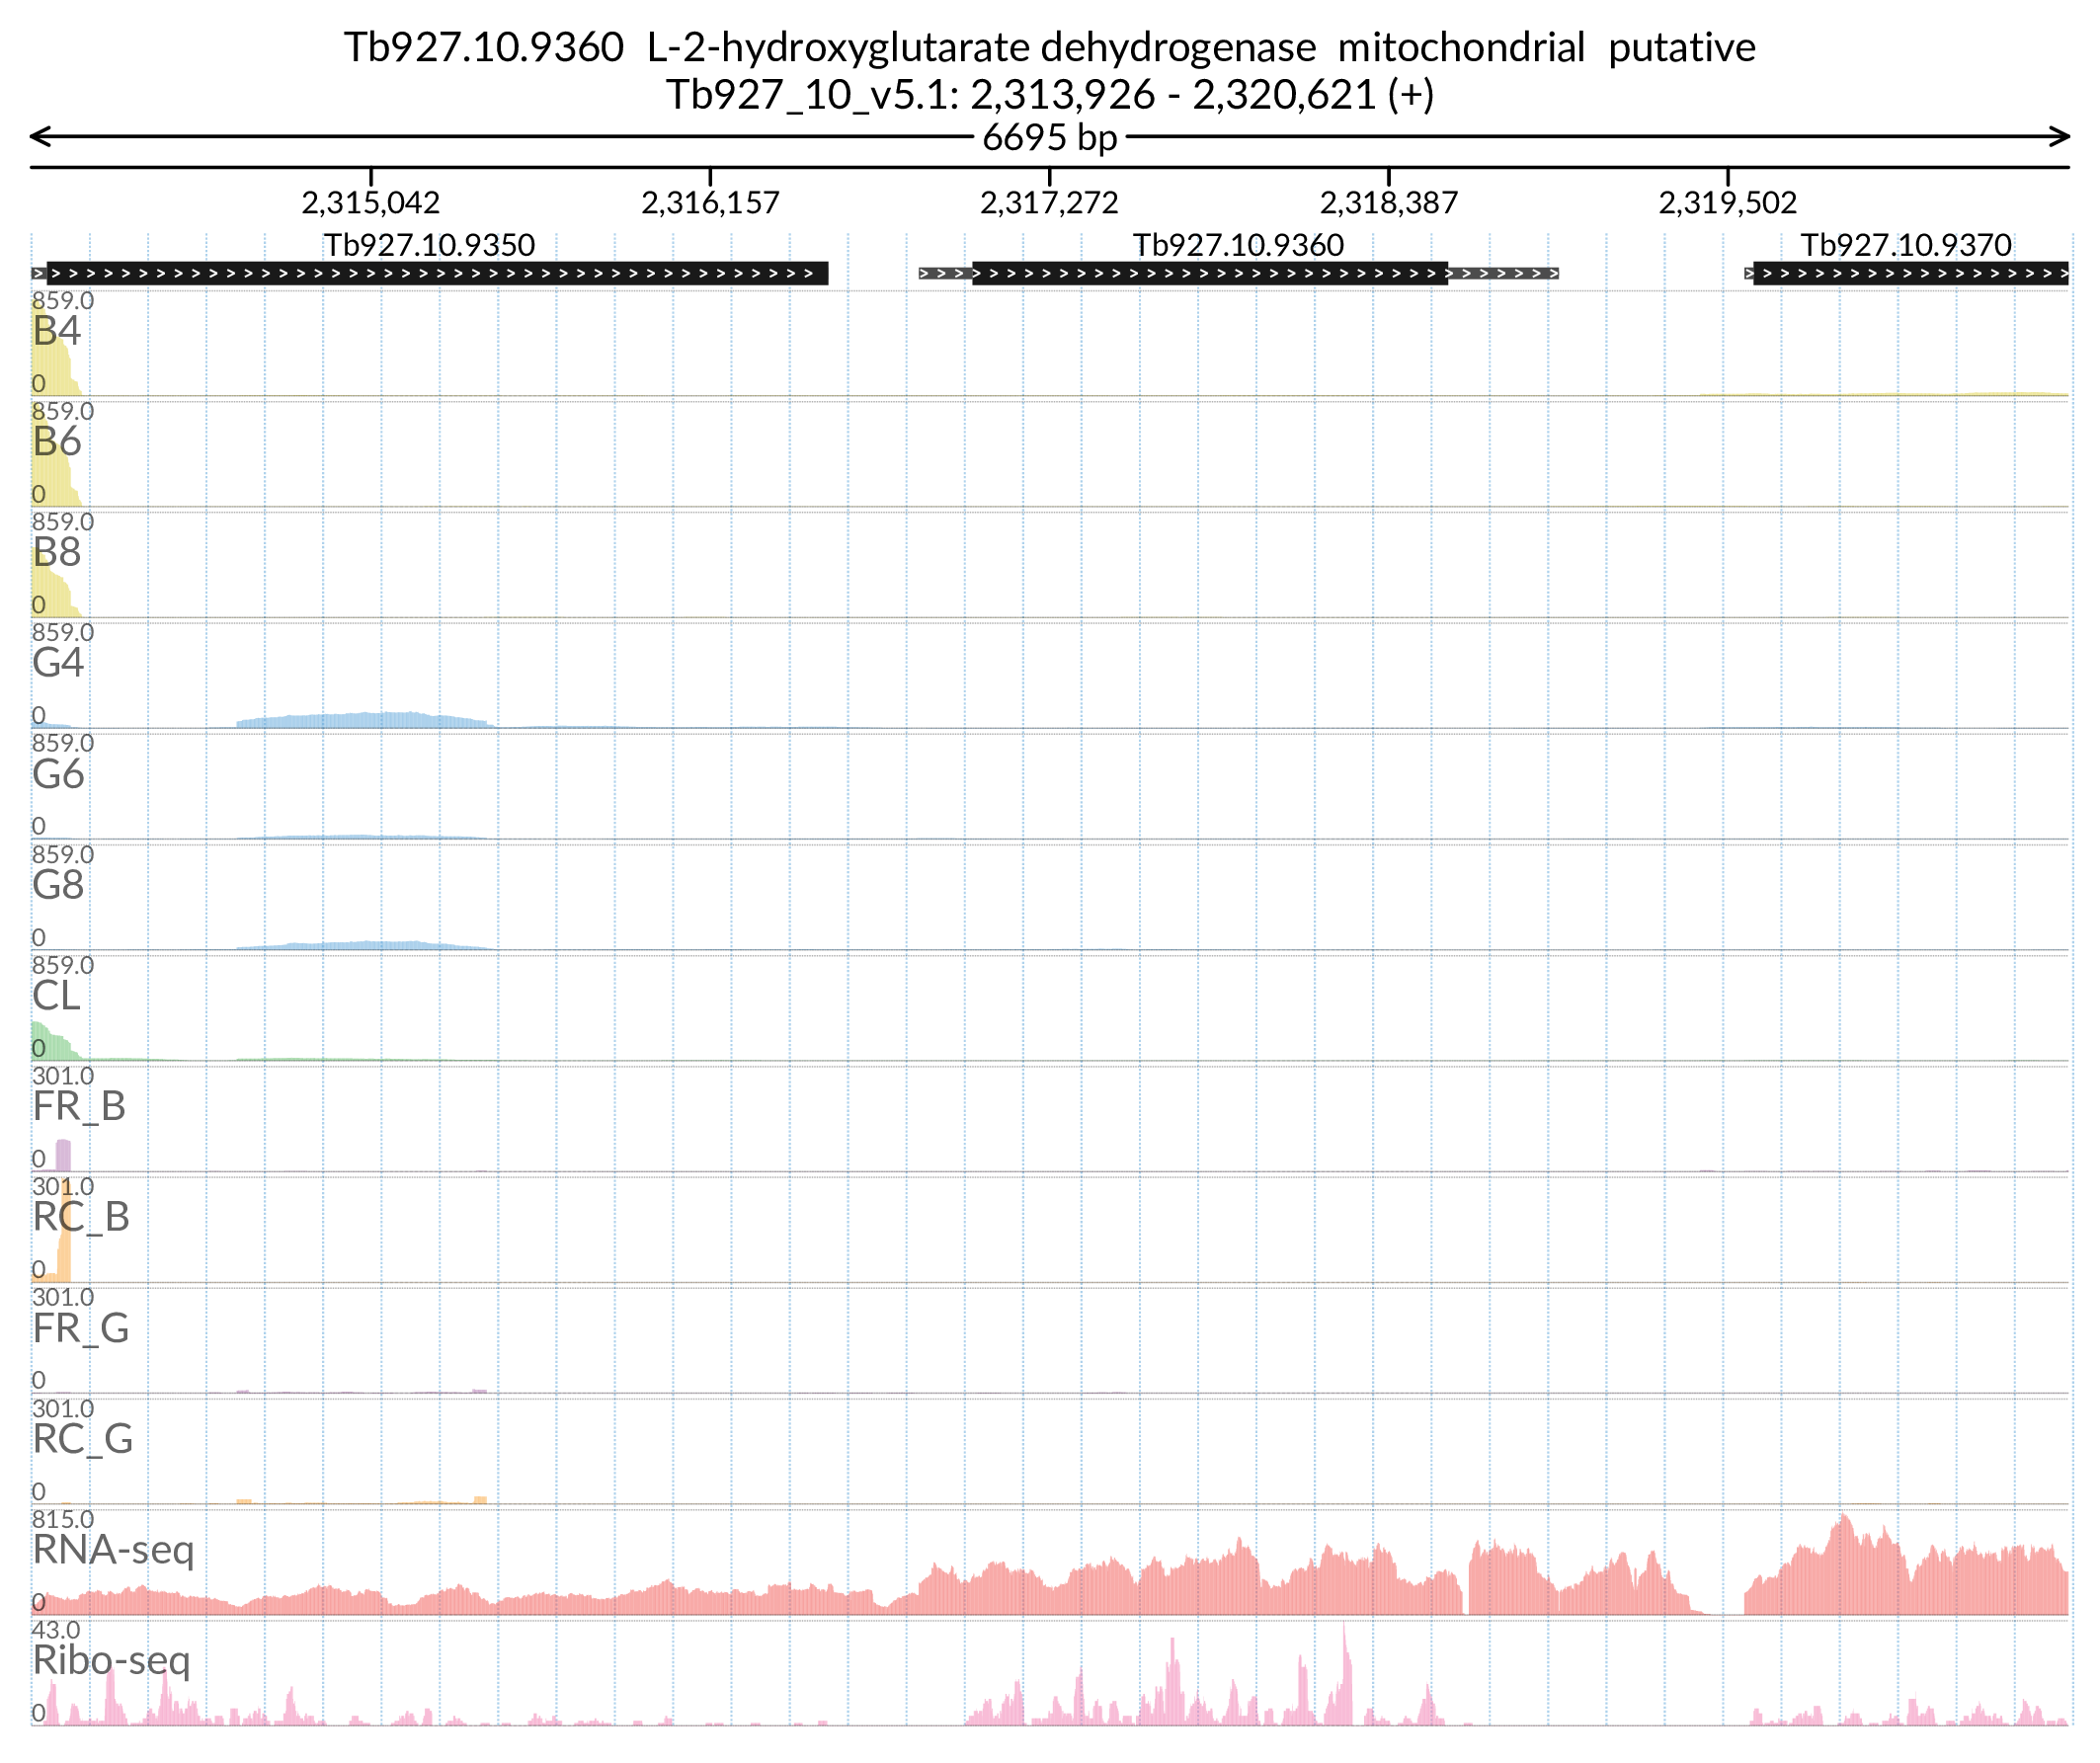 Tb927.10.9360 L-2-hydroxyglutarate dehydrogenase mitochondrial putative
Tb927_10_v5.1: 2,313,926 - 2,320,621 (+)
6695 bp
2,315,042 2,316,157 2,317,272 2,318,387 2,319,502
Tb927.10.9350 Tb927.10.9360 Tb927.10.9370
859.0
B4
0
859.0
B6
0
859.0
B8
0
859.0
G4
0
859.0
G6
0
859.0
G8
0
859.0
CL
0
301.0
FR_B
0
301.0
RC_B
0
301.0
FR_G
0
301.0
RC_G
0
815.0
RNA-seq
0
43.0
Ribo-seq
0